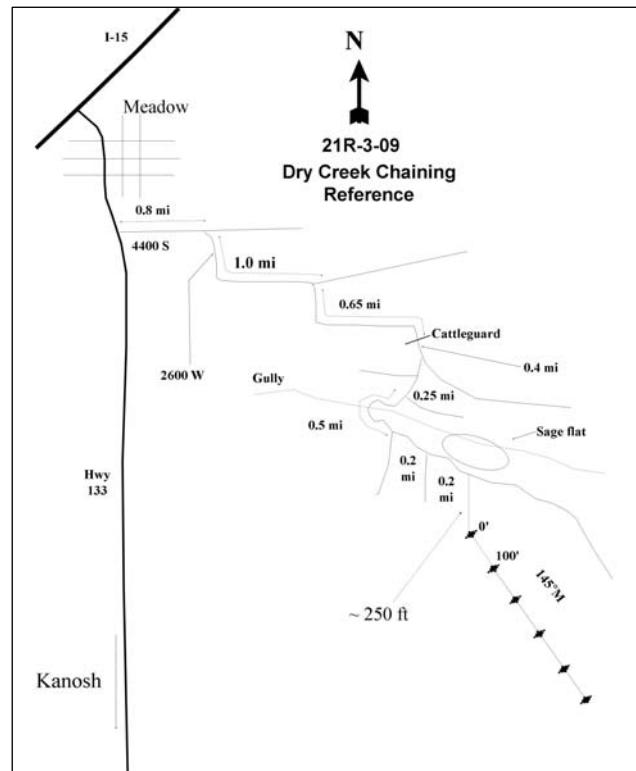 I-15
N
Meadow
21R-3-09
Dry Creek Chaining
Reference
0.8 mi
4400 S
1.0 mi
0.65 mi
Cattleguard
2600 W
0.4 mi
Gully
0.25 mi
0.5 mi
Sage flat
0.2
mi
0.2
mi
Hwy
133
0'
100'
145°M
~ 250 ft
Kanosh